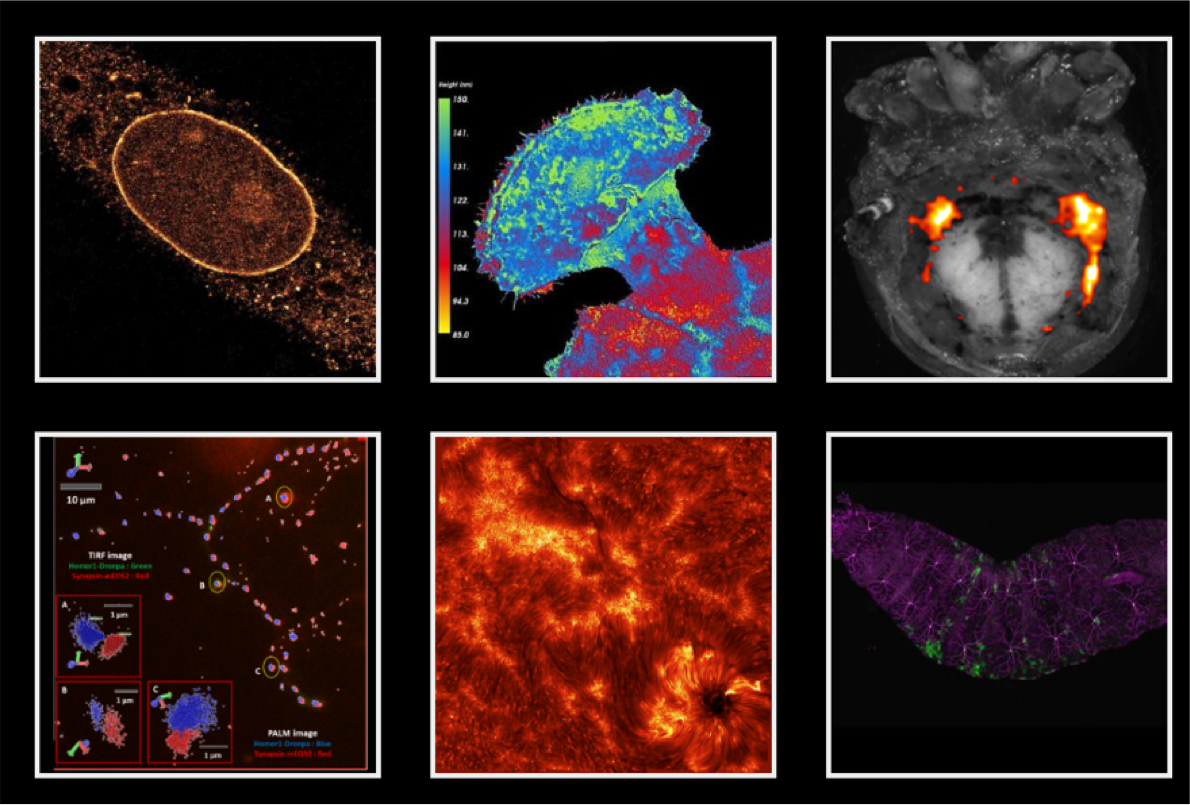 Height (nm)
150.
141.
131.
122.
113.
104.
94.3
85.0
10 µm
A
B
C
TIRF image
Homer1-Dronpa : Green
Synapsin-mEOS2 : Red
A
1 µm
B
1 µm
C
1 µm
PALM image
Homer1-Dronpa : Blue
Synapsin-mEOS2 : Red